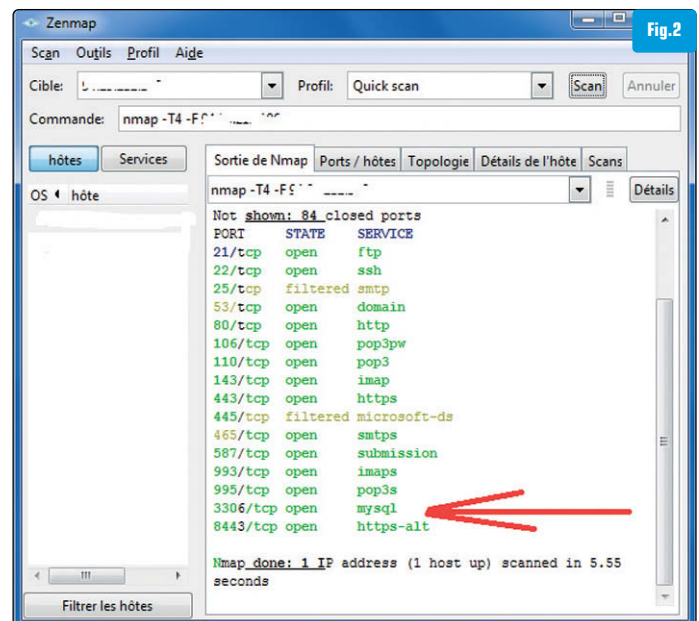 Zenmap
Fig.2
Scan Outils Profil Aide
Cible: Profil: Quick scan Scan Annuler
Commande: nmap -T4 -F
hôtes Services
Sortie de Nmap Ports / hôtes Topologie Détails de l'hôte Scans
OS hôte
nmap -T4 -F Détails
Not shown: 84 closed ports
PORT STATE SERVICE
21/tcp open ftp
22/tcp open ssh
25/tcp filtered smtp
53/tcp open domain
80/tcp open http
106/tcp open pop3pw
110/tcp open pop3
143/tcp open imap
443/tcp open https
445/tcp filtered microsoft-ds
465/tcp open smtps
587/tcp open submission
993/tcp open imaps
995/tcp open pop3s
3306/tcp open mysql
8443/tcp open https-alt
Nmap done: 1 IP address (1 host up) scanned in 5.55
seconds
Filtrer les hôtes